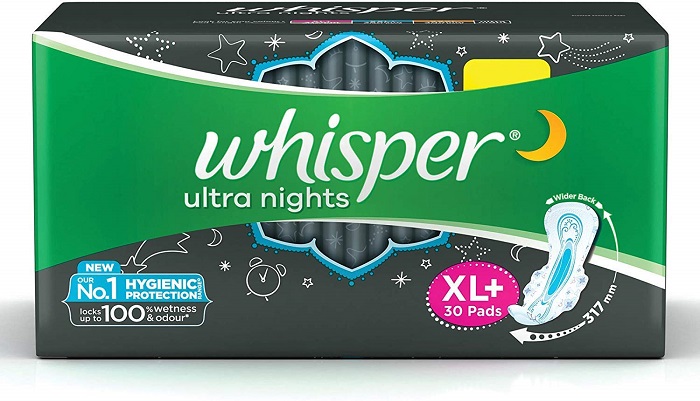 whisper®
ultra nights
Wider Back
317 mm
XL+
30 Pads
NEW
OUR
No.1 HYGIENIC
PROTECTION
locks
up to 100% wetness
& odour*